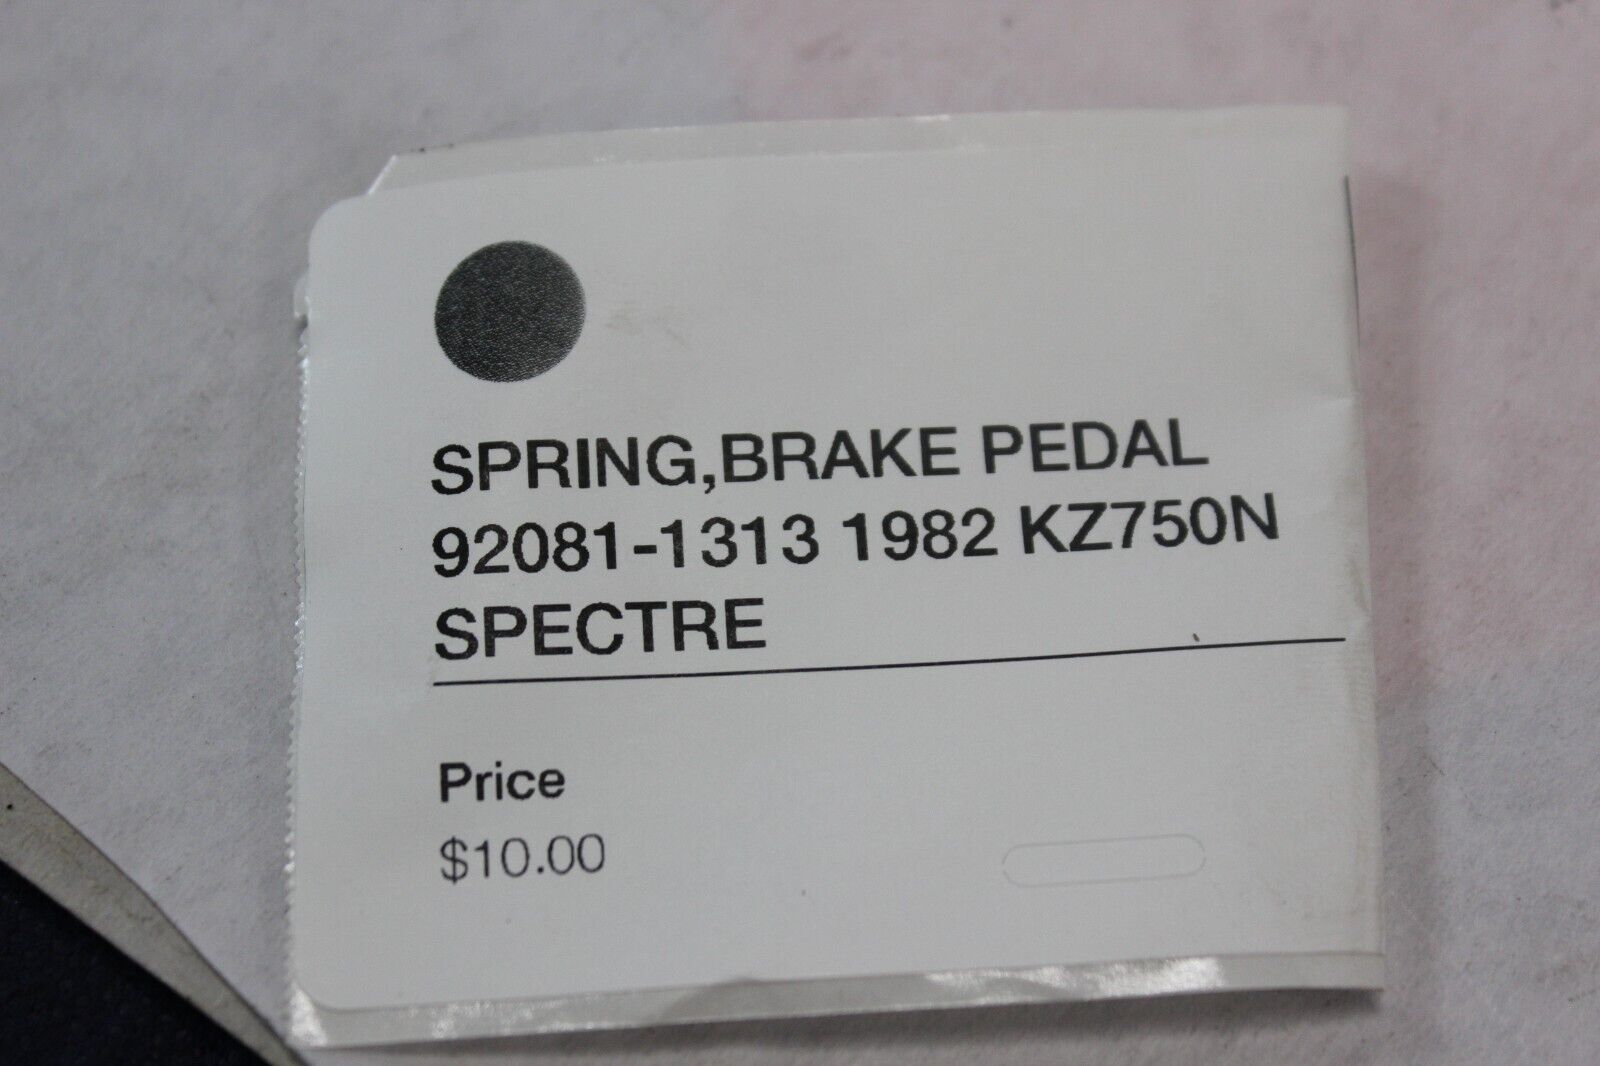 SPRING,BRAKE PEDAL
92081-1313 1982 KZ750N
SPECTRE
Price
$10.00